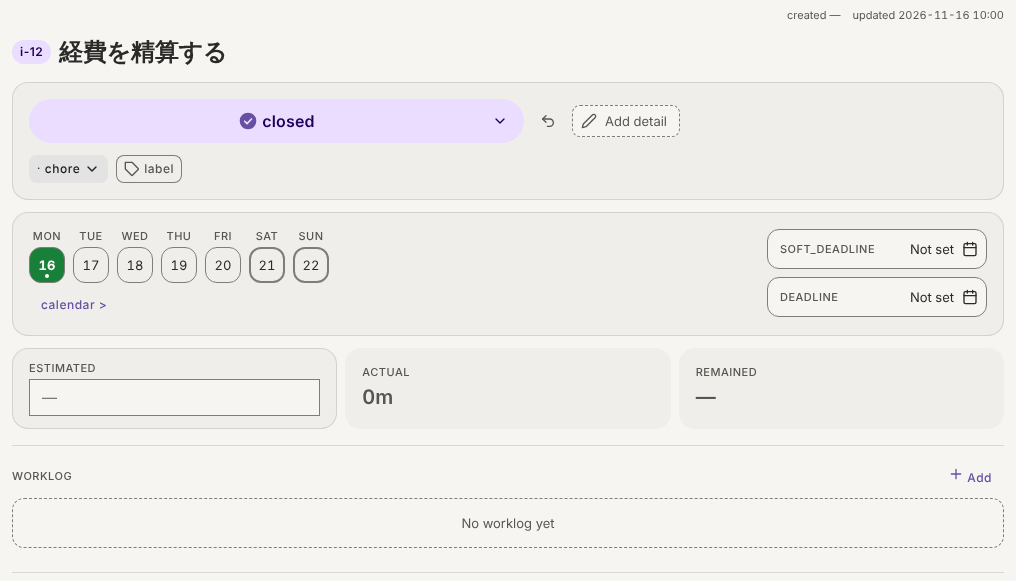 created — updated 2026-11-16 10:00
i-12 経費を精算する
closed
Add detail
· chore
label
MON TUE WED THU FRI SAT SUN
16 17 18 19 20 21 22
calendar >
SOFT_DEADLINE Not set
DEADLINE Not set
ESTIMATED
—
ACTUAL
0m
REMAINED
—
WORKLOG
+ Add
No worklog yet